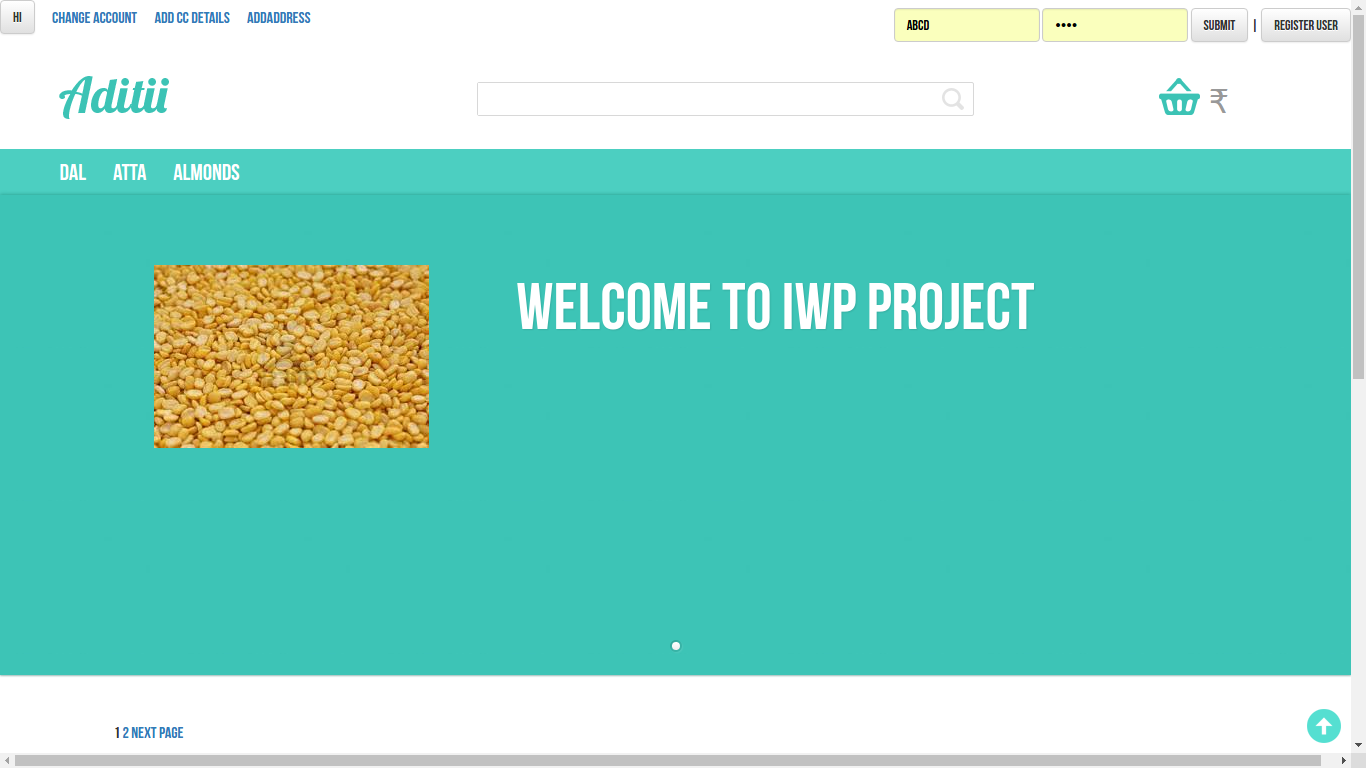 HI CHANGE ACCOUNT ADD CC DETAILS ADDADDRESS ABCD •••• SUBMIT | REGISTER USER
Aditii ₹
DAL ATTA ALMONDS
WELCOME TO IWP PROJECT
1 2 NEXT PAGE